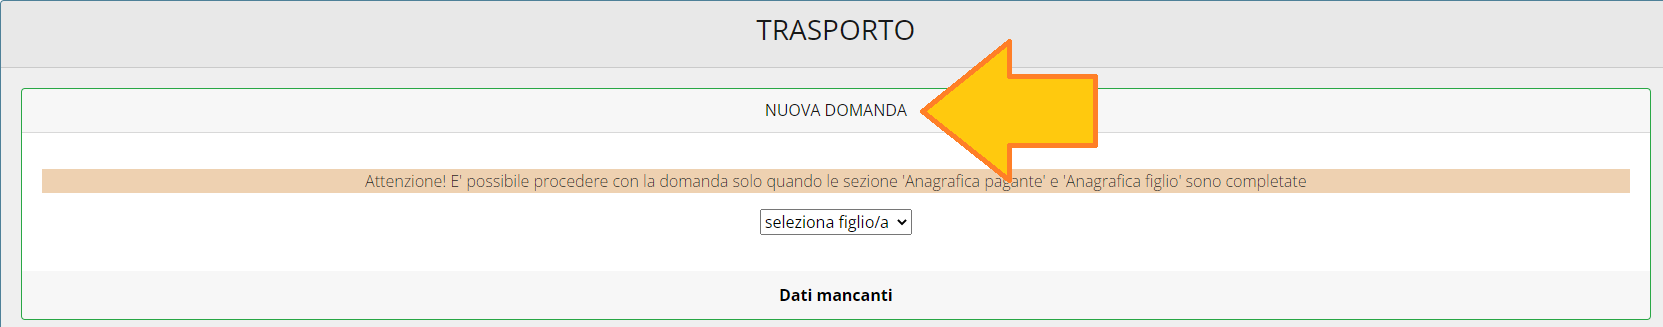 TRASPORTO
NUOVA DOMANDA
Attenzione! E' possibile procedere con la domanda solo quando le sezione 'Anagrafica pagante' e 'Anagrafica figlio' sono completate
seleziona figlio/a
Dati mancanti